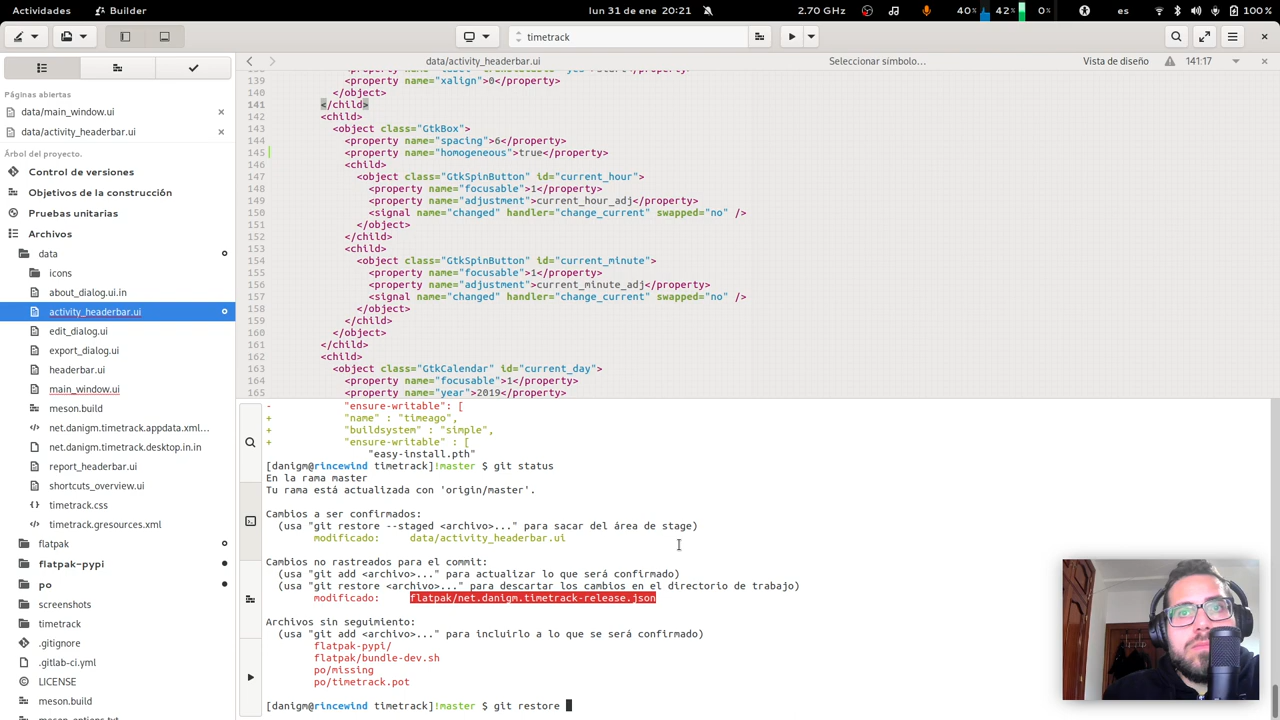 Actividades
Builder
lun 31 de ene 20:21
2.70 GHz
40 %
42 %
0 %
es
100 %
timetrack
data/activity_headerbar.ui
Seleccionar símbolo…
Vista de diseño
141:17
Páginas abiertas
data/main_window.ui
data/activity_headerbar.ui
Árbol del proyecto.
Control de versiones
Objetivos de la construcción
Pruebas unitarias
Archivos
data
icons
about_dialog.ui.in
activity_headerbar.ui
edit_dialog.ui
export_dialog.ui
headerbar.ui
main_window.ui
meson.build
net.danigm.timetrack.appdata.xml…
net.danigm.timetrack.desktop.in.in
report_headerbar.ui
shortcuts_overview.ui
timetrack.css
timetrack.gresources.xml
flatpak
flatpak-pypi
po
screenshots
timetrack
.gitignore
.gitlab-ci.yml
LICENSE
meson.build
meson_options.txt
139 <property name="xalign">0</property>
140 </object>
141 </child>
142 <child>
143 <object class="GtkBox">
144 <property name="spacing">6</property>
145 <property name="homogeneous">true</property>
146 <child>
147 <object class="GtkSpinButton" id="current_hour">
148 <property name="focusable">1</property>
149 <property name="adjustment">current_hour_adj</property>
150 <signal name="changed" handler="change_current" swapped="no" />
151 </object>
152 </child>
153 <child>
154 <object class="GtkSpinButton" id="current_minute">
155 <property name="focusable">1</property>
156 <property name="adjustment">current_minute_adj</property>
157 <signal name="changed" handler="change_current" swapped="no" />
158 </object>
159 </child>
160 </object>
161 </child>
162 <child>
163 <object class="GtkCalendar" id="current_day">
164 <property name="focusable">1</property>
165 <property name="year">2019</property>
- "ensure-writable": [
+ "name" : "timeago",
+ "buildsystem" : "simple",
+ "ensure-writable" : [
"easy-install.pth"
[danigm@rincewind timetrack]!master $ git status
En la rama master
Tu rama está actualizada con 'origin/master'.
Cambios a ser confirmados:
(usa "git restore --staged <archivo>..." para sacar del área de stage)
modificado: data/activity_headerbar.ui
Cambios no rastreados para el commit:
(usa "git add <archivo>..." para actualizar lo que será confirmado)
(usa "git restore <archivo>..." para descartar los cambios en el directorio de trabajo)
modificado: flatpak/net.danigm.timetrack-release.json
Archivos sin seguimiento:
(usa "git add <archivo>..." para incluirlo a lo que se será confirmado)
flatpak-pypi/
flatpak/bundle-dev.sh
po/missing
po/timetrack.pot
[danigm@rincewind timetrack]!master $ git restore